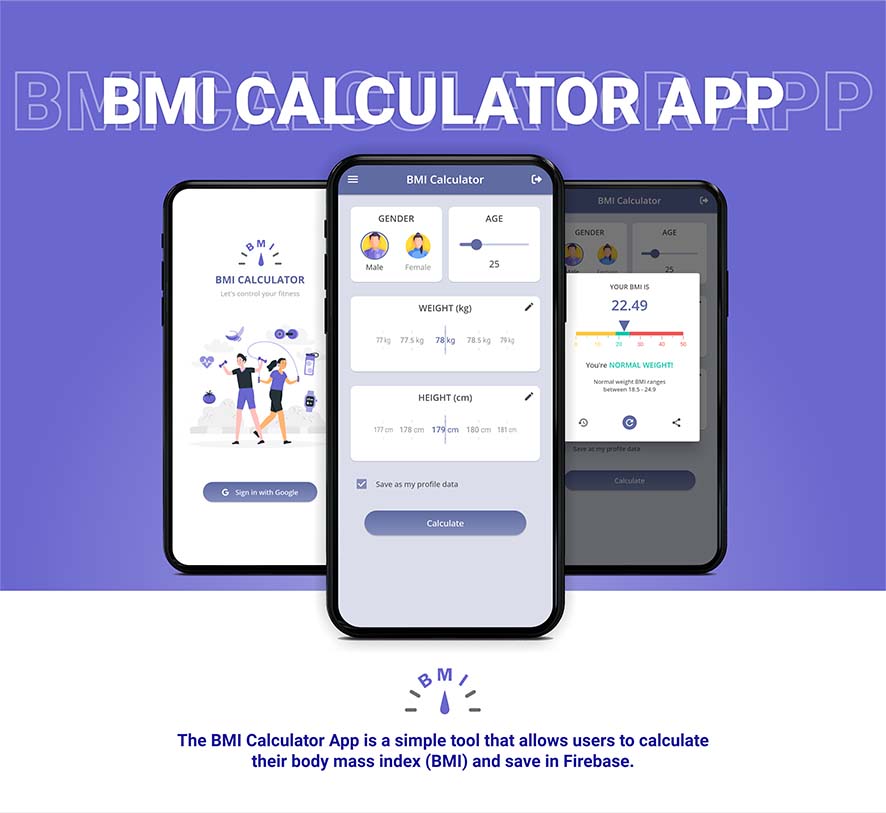 BMI CALCULATOR APP
BMI CALCULATOR APP
BMI
BMI CALCULATOR
Let's control your fitness
G Sign in with Google
BMI Calculator
GENDER
AGE
Male
Female
25
WEIGHT (kg)
77 kg 77.5 kg 78 kg 78.5 kg 79 kg
HEIGHT (cm)
177 cm 178 cm 179 cm 180 cm 181 cm
Save as my profile data
Calculate
BMI Calculator
GENDER
AGE
25
YOUR BMI IS
22.49
0 10 20 30 40 50
You're NORMAL WEIGHT!
Normal weight BMI ranges
between 18.5 - 24.9
Save as my profile data
Calculate
BMI
The BMI Calculator App is a simple tool that allows users to calculate
their body mass index (BMI) and save in Firebase.